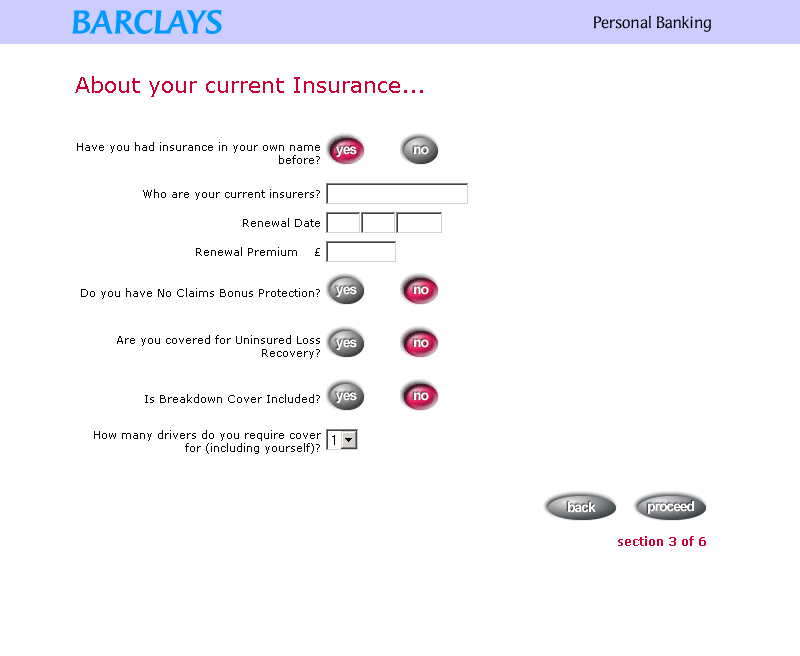 BARCLAYS
Personal Banking
About your current Insurance...
Have you had insurance in your own name
before?
yes
no
Who are your current insurers?
Renewal Date
Renewal Premium £
Do you have No Claims Bonus Protection?
yes
no
Are you covered for Uninsured Loss
Recovery?
yes
no
Is Breakdown Cover Included?
yes
no
How many drivers do you require cover
for (including yourself)?
1
back
proceed
section 3 of 6